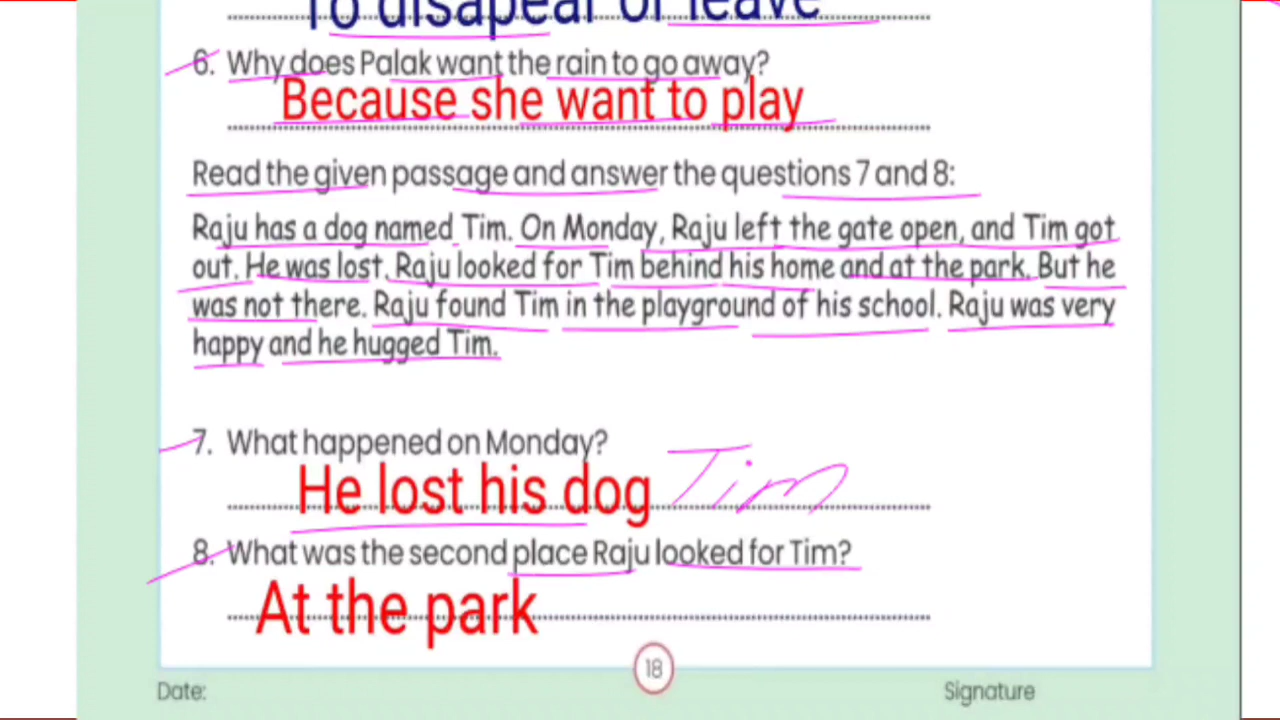 To disapear or leave
6. Why does Palak want the rain to go away?
Because she want to play
Read the given passage and answer the questions 7 and 8:
Raju has a dog named Tim. On Monday, Raju left the gate open, and Tim got
out. He was lost. Raju looked for Tim behind his home and at the park. But he
was not there. Raju found Tim in the playground of his school. Raju was very
happy and he hugged Tim.
7. What happened on Monday?
He lost his dog Tim
8. What was the second place Raju looked for Tim?
At the park
18
Date: Signature